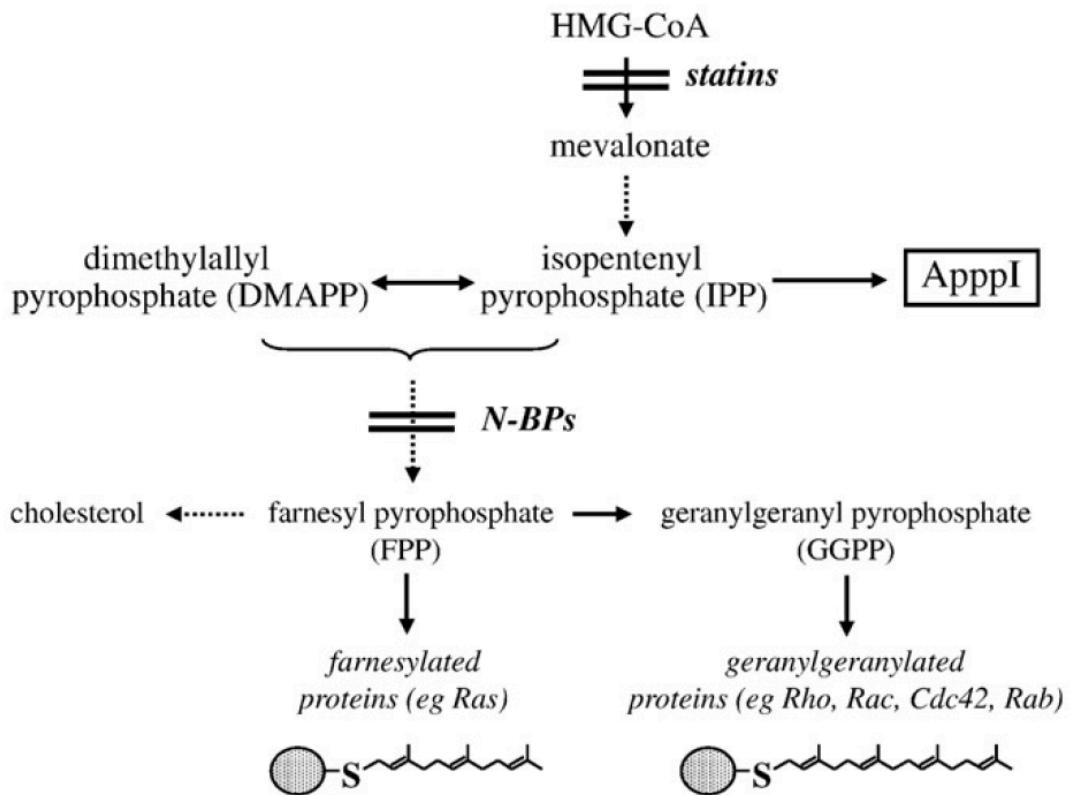 HMG-CoA
statins
mevalonate
dimethylallyl
pyrophosphate (DMAPP)
isopentenyl
pyrophosphate (IPP)
ApppI
N-BPs
cholesterol
farnesyl pyrophosphate
(FPP)
geranylgeranyl pyrophosphate
(GGPP)
farnesylated
proteins (eg Ras)
geranylgeranylated
proteins (eg Rho, Rac, Cdc42, Rab)
S
S